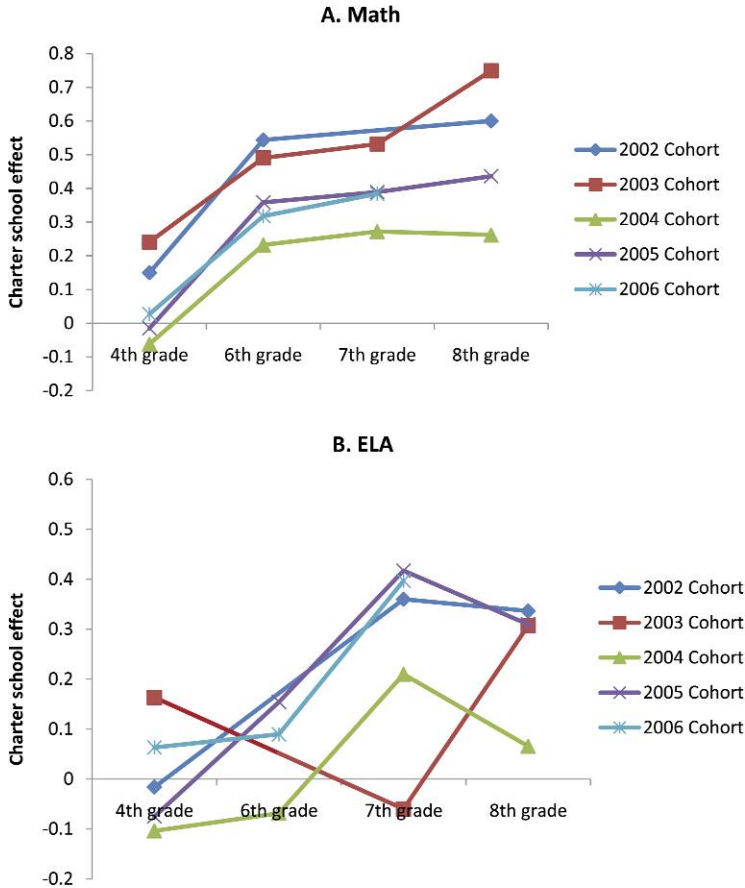 A. Math
Charter school effect
0.8
0.7
0.6
0.5
0.4
0.3
0.2
0.1
0
-0.1
-0.2
4th grade 6th grade 7th grade 8th grade
2002 Cohort
2003 Cohort
2004 Cohort
2005 Cohort
2006 Cohort
B. ELA
Charter school effect
0.6
0.5
0.4
0.3
0.2
0.1
0
-0.1
-0.2
4th grade 6th grade 7th grade 8th grade
2002 Cohort
2003 Cohort
2004 Cohort
2005 Cohort
2006 Cohort